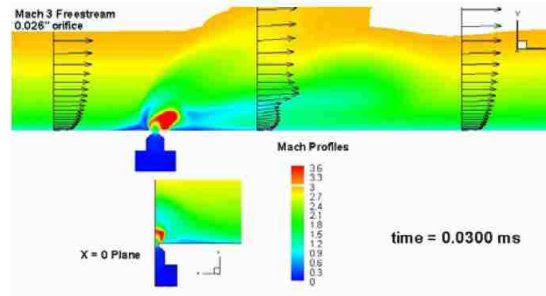 Mach 3 Freestream
0.026" orifice
Y
Mach Profiles
3.6
3.3
3
2.7
2.4
2.1
1.8
1.5
1.2
0.9
0.6
0.3
0
X = 0 Plane
time = 0.0300 ms